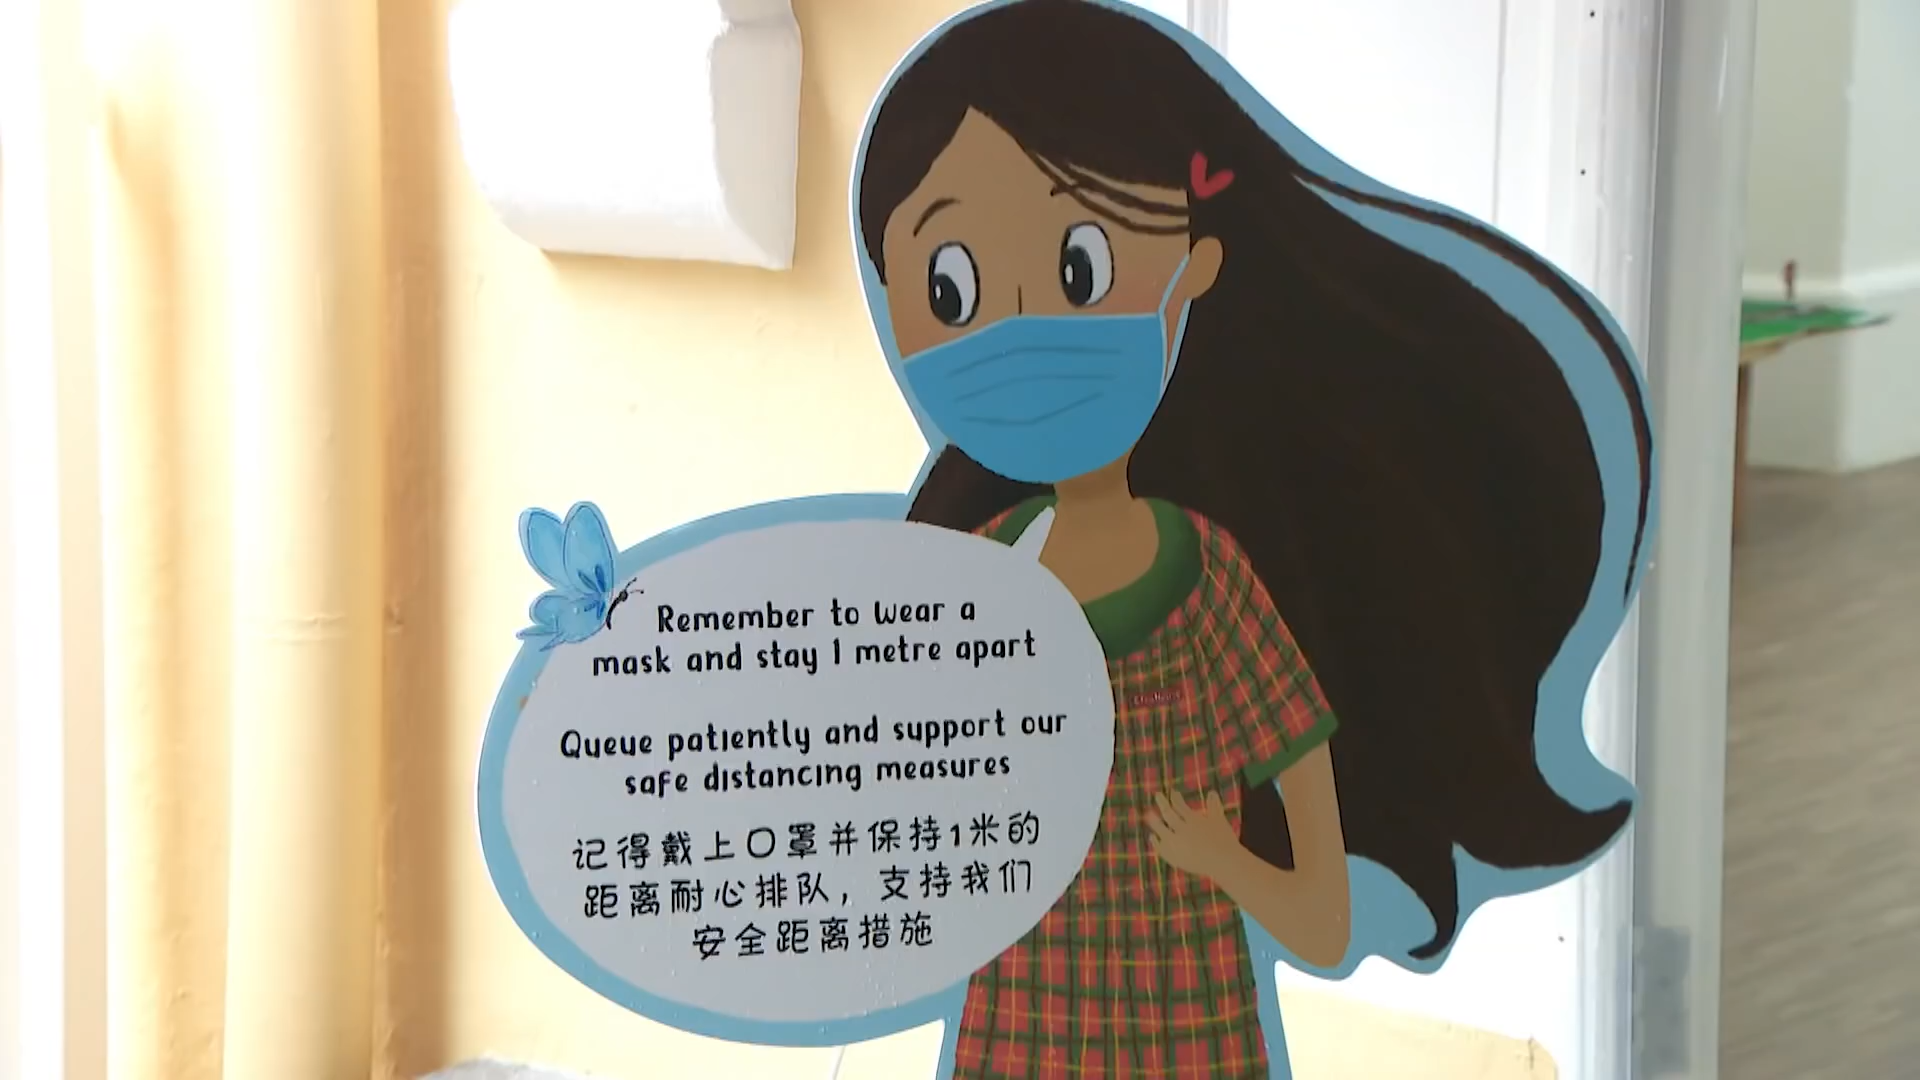 Remember to wear a
mask and stay 1 metre apart
Queue patiently and support our
safe distancing measures
记得戴上口罩并保持1米的
距离耐心排队，支持我们
安全距离措施